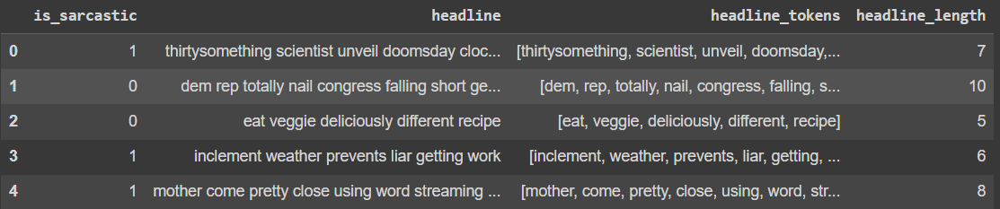 is_sarcastic headline headline_tokens headline_length
0 1 thirtysomething scientist unveil doomsday cloc... [thirtysomething, scientist, unveil, doomsday,... 7
1 0 dem rep totally nail congress falling short ge... [dem, rep, totally, nail, congress, falling, s... 10
2 0 eat veggie deliciously different recipe [eat, veggie, deliciously, different, recipe] 5
3 1 inclement weather prevents liar getting work [inclement, weather, prevents, liar, getting, ... 6
4 1 mother come pretty close using word streaming ... [mother, come, pretty, close, using, word, str... 8